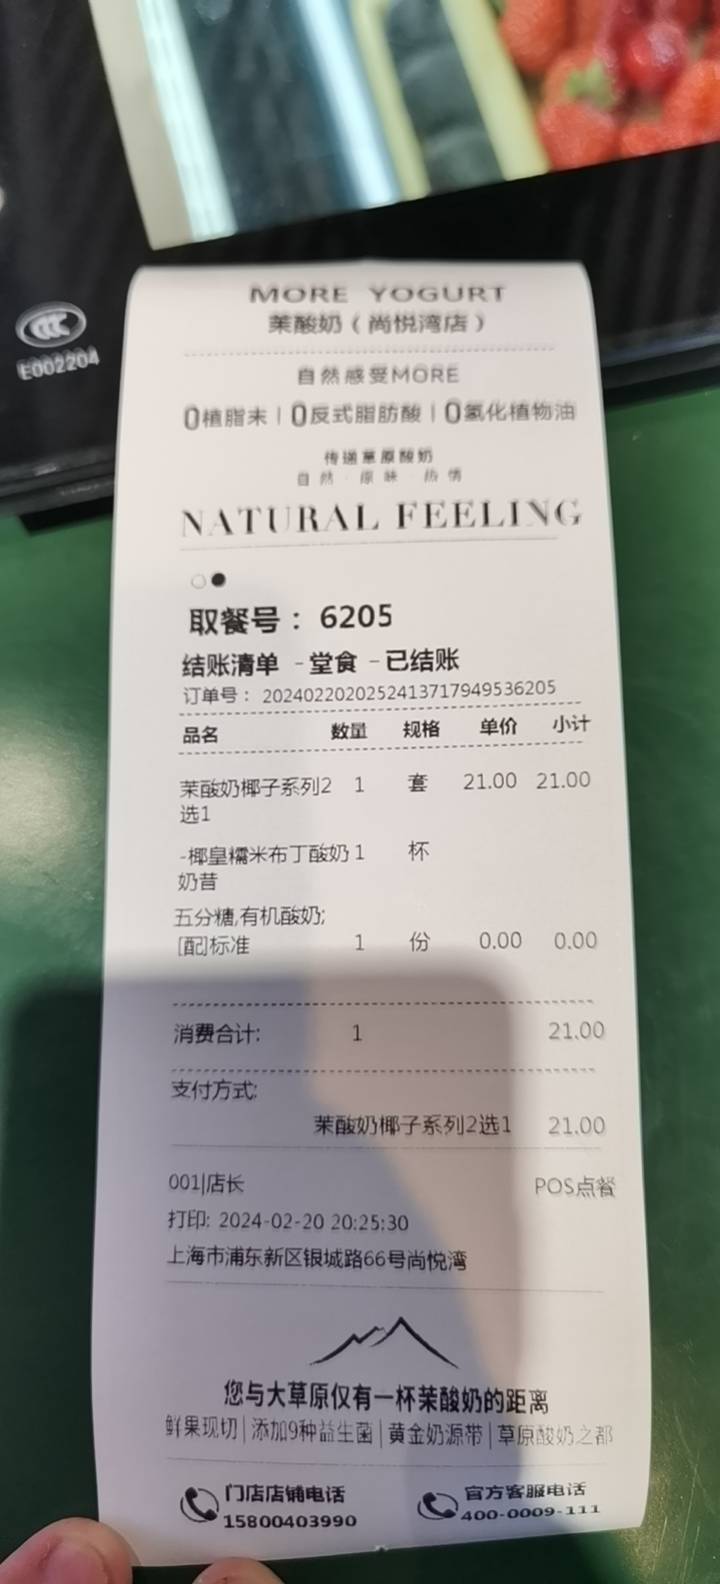 CCC
E002204
MORE YOGURT
茉酸奶（尚悦湾店）
自然感受MORE
0植脂末|0反式脂肪酸|0氢化植物油
传递草原酸奶
自然·原味·热情
NATURAL FEELING
取餐号：6205
结账清单 -堂食 -已结账
订单号：2024022020252413717949536205
品名 数量 规格 单价 小计
茉酸奶椰子系列2 1 套 21.00 21.00
选1
-椰皇糯米布丁酸奶 1 杯
奶昔
五分糖,有机酸奶;
[配]标准 1 份 0.00 0.00
消费合计: 1 21.00
支付方式:
茉酸奶椰子系列2选1 21.00
001|店长 POS点餐
打印: 2024-02-20 20:25:30
上海市浦东新区银城路66号尚悦湾
您与大草原仅有一杯茉酸奶的距离
鲜果现切|添加9种益生菌|黄金奶源带|草原酸奶之都
门店店铺电话 官方客服电话
15800403990 400-0009-111